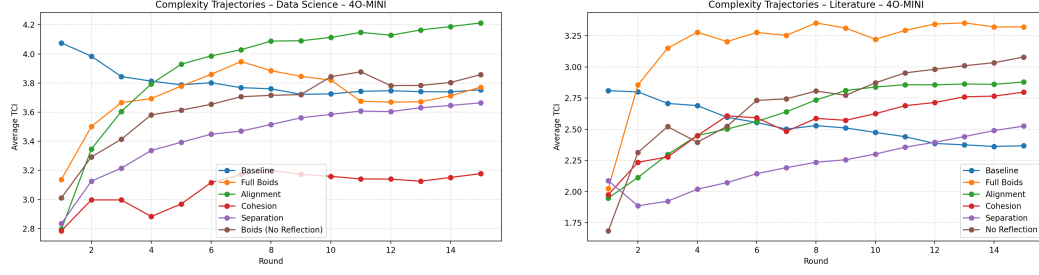 Complexity Trajectories – Data Science – 4O-MINI
4.2
4.0
3.8
3.6
3.4
3.2
3.0
2.8
Average TCI
2
4
6
8
10
12
14
Round
Baseline
Full Boids
Alignment
Cohesion
Separation
Boids (No Reflection)
Complexity Trajectories – Literature – 4O-MINI
3.25
3.00
2.75
2.50
2.25
2.00
1.75
Average TCI
2
4
6
8
10
12
14
Round
Baseline
Full Boids
Alignment
Cohesion
Separation
No Reflection